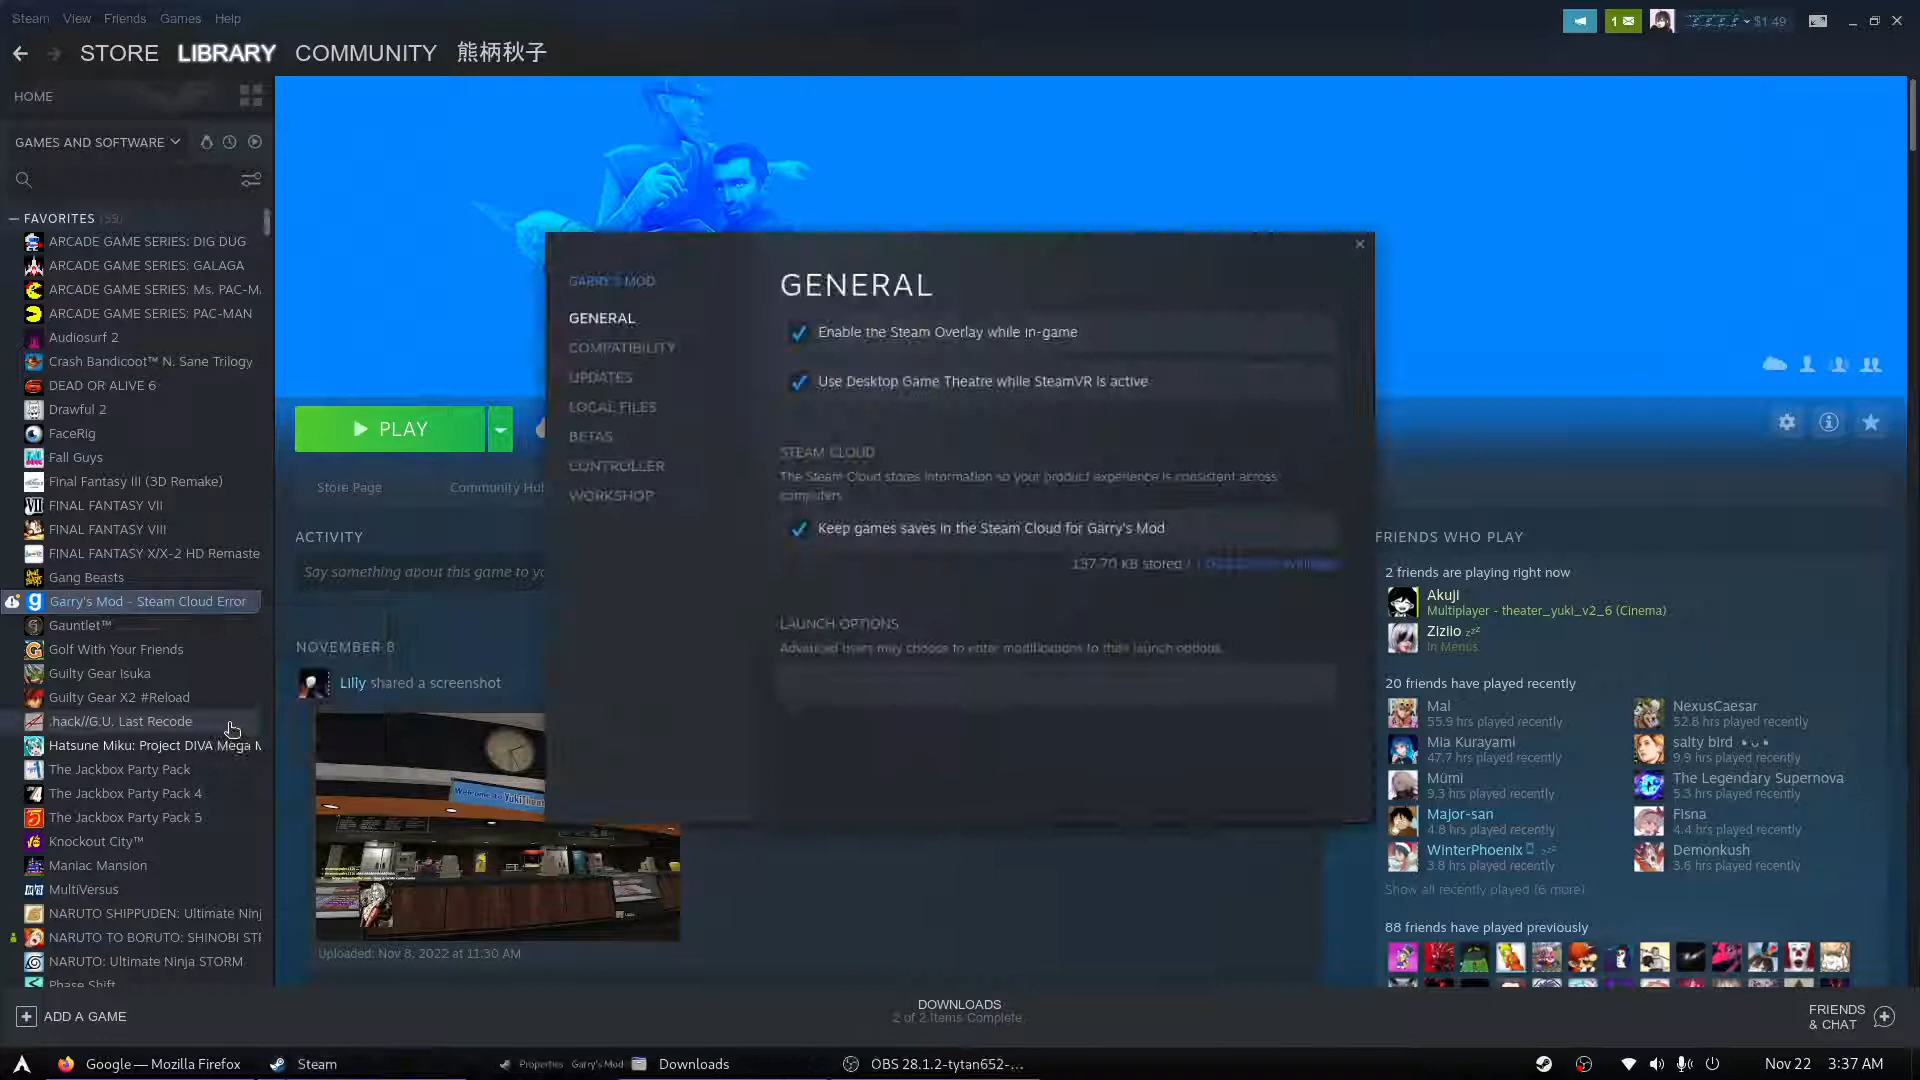 Steam View Friends Games Help
1
$1.49
STORE LIBRARY COMMUNITY 熊柄秋子
HOME
GAMES AND SOFTWARE
— FAVORITES
ARCADE GAME SERIES: DIG DUG
ARCADE GAME SERIES: GALAGA
ARCADE GAME SERIES: Ms. PAC-M
ARCADE GAME SERIES: PAC-MAN
Audiosurf 2
Crash Bandicoot™ N. Sane Trilogy
DEAD OR ALIVE 6
Drawful 2
FaceRig
Fall Guys
Final Fantasy III (3D Remake)
FINAL FANTASY VII
FINAL FANTASY VIII
FINAL FANTASY X/X-2 HD Remaste
Gang Beasts
Garry's Mod - Steam Cloud Error
Gauntlet™
Golf With Your Friends
Guilty Gear Isuka
Guilty Gear X2 #Reload
.hack//G.U. Last Recode
Hatsune Miku: Project DIVA Mega M
The Jackbox Party Pack
The Jackbox Party Pack 4
The Jackbox Party Pack 5
Knockout City™
Maniac Mansion
MultiVersus
NARUTO SHIPPUDEN: Ultimate Ninj
NARUTO TO BORUTO: SHINOBI STF
NARUTO: Ultimate Ninja STORM
Phase Shift
ADD A GAME
PLAY
Store Page
Community Hu
ACTIVITY
Say something about this game to yo
NOVEMBER 8
Lilly shared a screenshot
Welcome to YukiTheat
Uploaded: Nov 8, 2022 at 11:30 AM
GARRY'S MOD
GENERAL
COMPATIBILITY
UPDATES
LOCAL FILES
BETAS
CONTROLLER
WORKSHOP
GENERAL
Enable the Steam Overlay while in-game
Use Desktop Game Theatre while SteamVR is active
STEAM CLOUD
The Steam Cloud stores information so your product experience is consistent across
computers.
Keep games saves in the Steam Cloud for Garry's Mod
137.70 KB stored /
LAUNCH OPTIONS
Advanced users may choose to enter modifications to their launch options.
FRIENDS WHO PLAY
2 friends are playing right now
Akuji
Multiplayer - theater_yuki_v2_6 (Cinema)
Ziziio zzz
In Menus
20 friends have played recently
Mal
55.9 hrs played recently
NexusCaesar
52.8 hrs played recently
Mia Kurayami
47.7 hrs played recently
salty bird
9.9 hrs played recently
Mümi
9.3 hrs played recently
The Legendary Supernova
5.3 hrs played recently
Major-san
4.8 hrs played recently
Fisna
4.4 hrs played recently
WinterPhoenix zzz
3.8 hrs played recently
Demonkush
3.6 hrs played recently
Show all recently played (6 more)
88 friends have played previously
DOWNLOADS
2 of 2 Items Complete
FRIENDS
& CHAT
Google — Mozilla Firefox
Steam
Properties Garry's Mod
Downloads
OBS 28.1.2-tytan652-...
Nov 22 3:37 AM